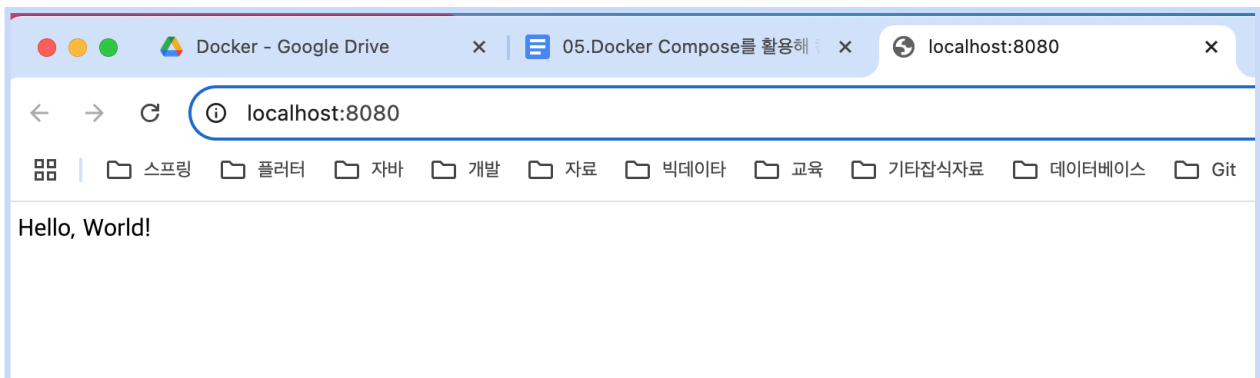 Docker - Google Drive
05.Docker Compose를 활용해
localhost:8080
localhost:8080
스프링 플러터 자바 개발 자료 빅데이타 교육 기타잡식자료 데이터베이스 Git
Hello, World!